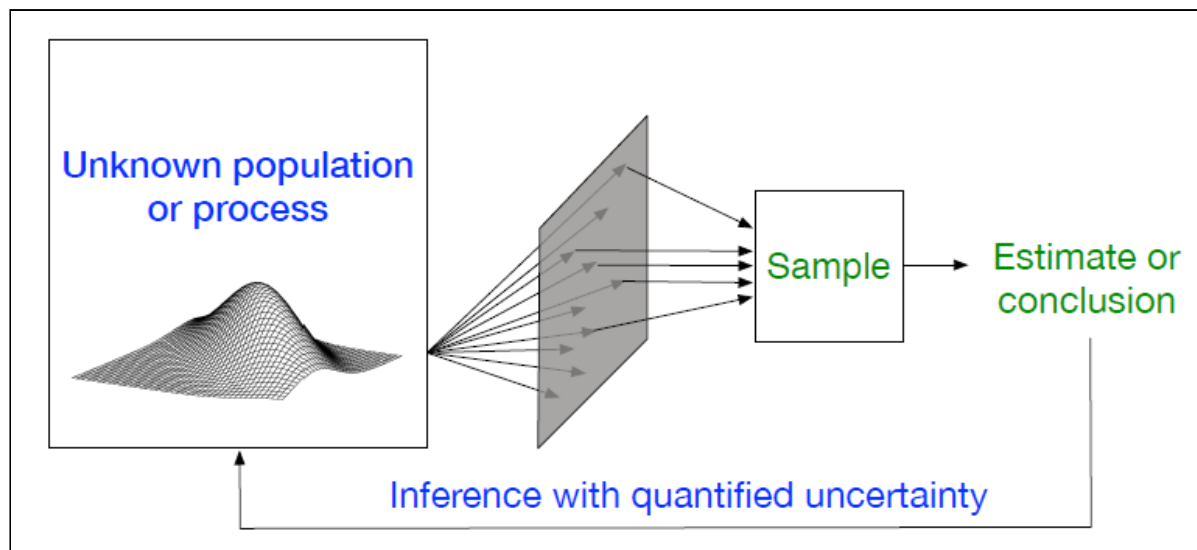 Unknown population
or process
Sample
Estimate or
conclusion
Inference with quantified uncertainty